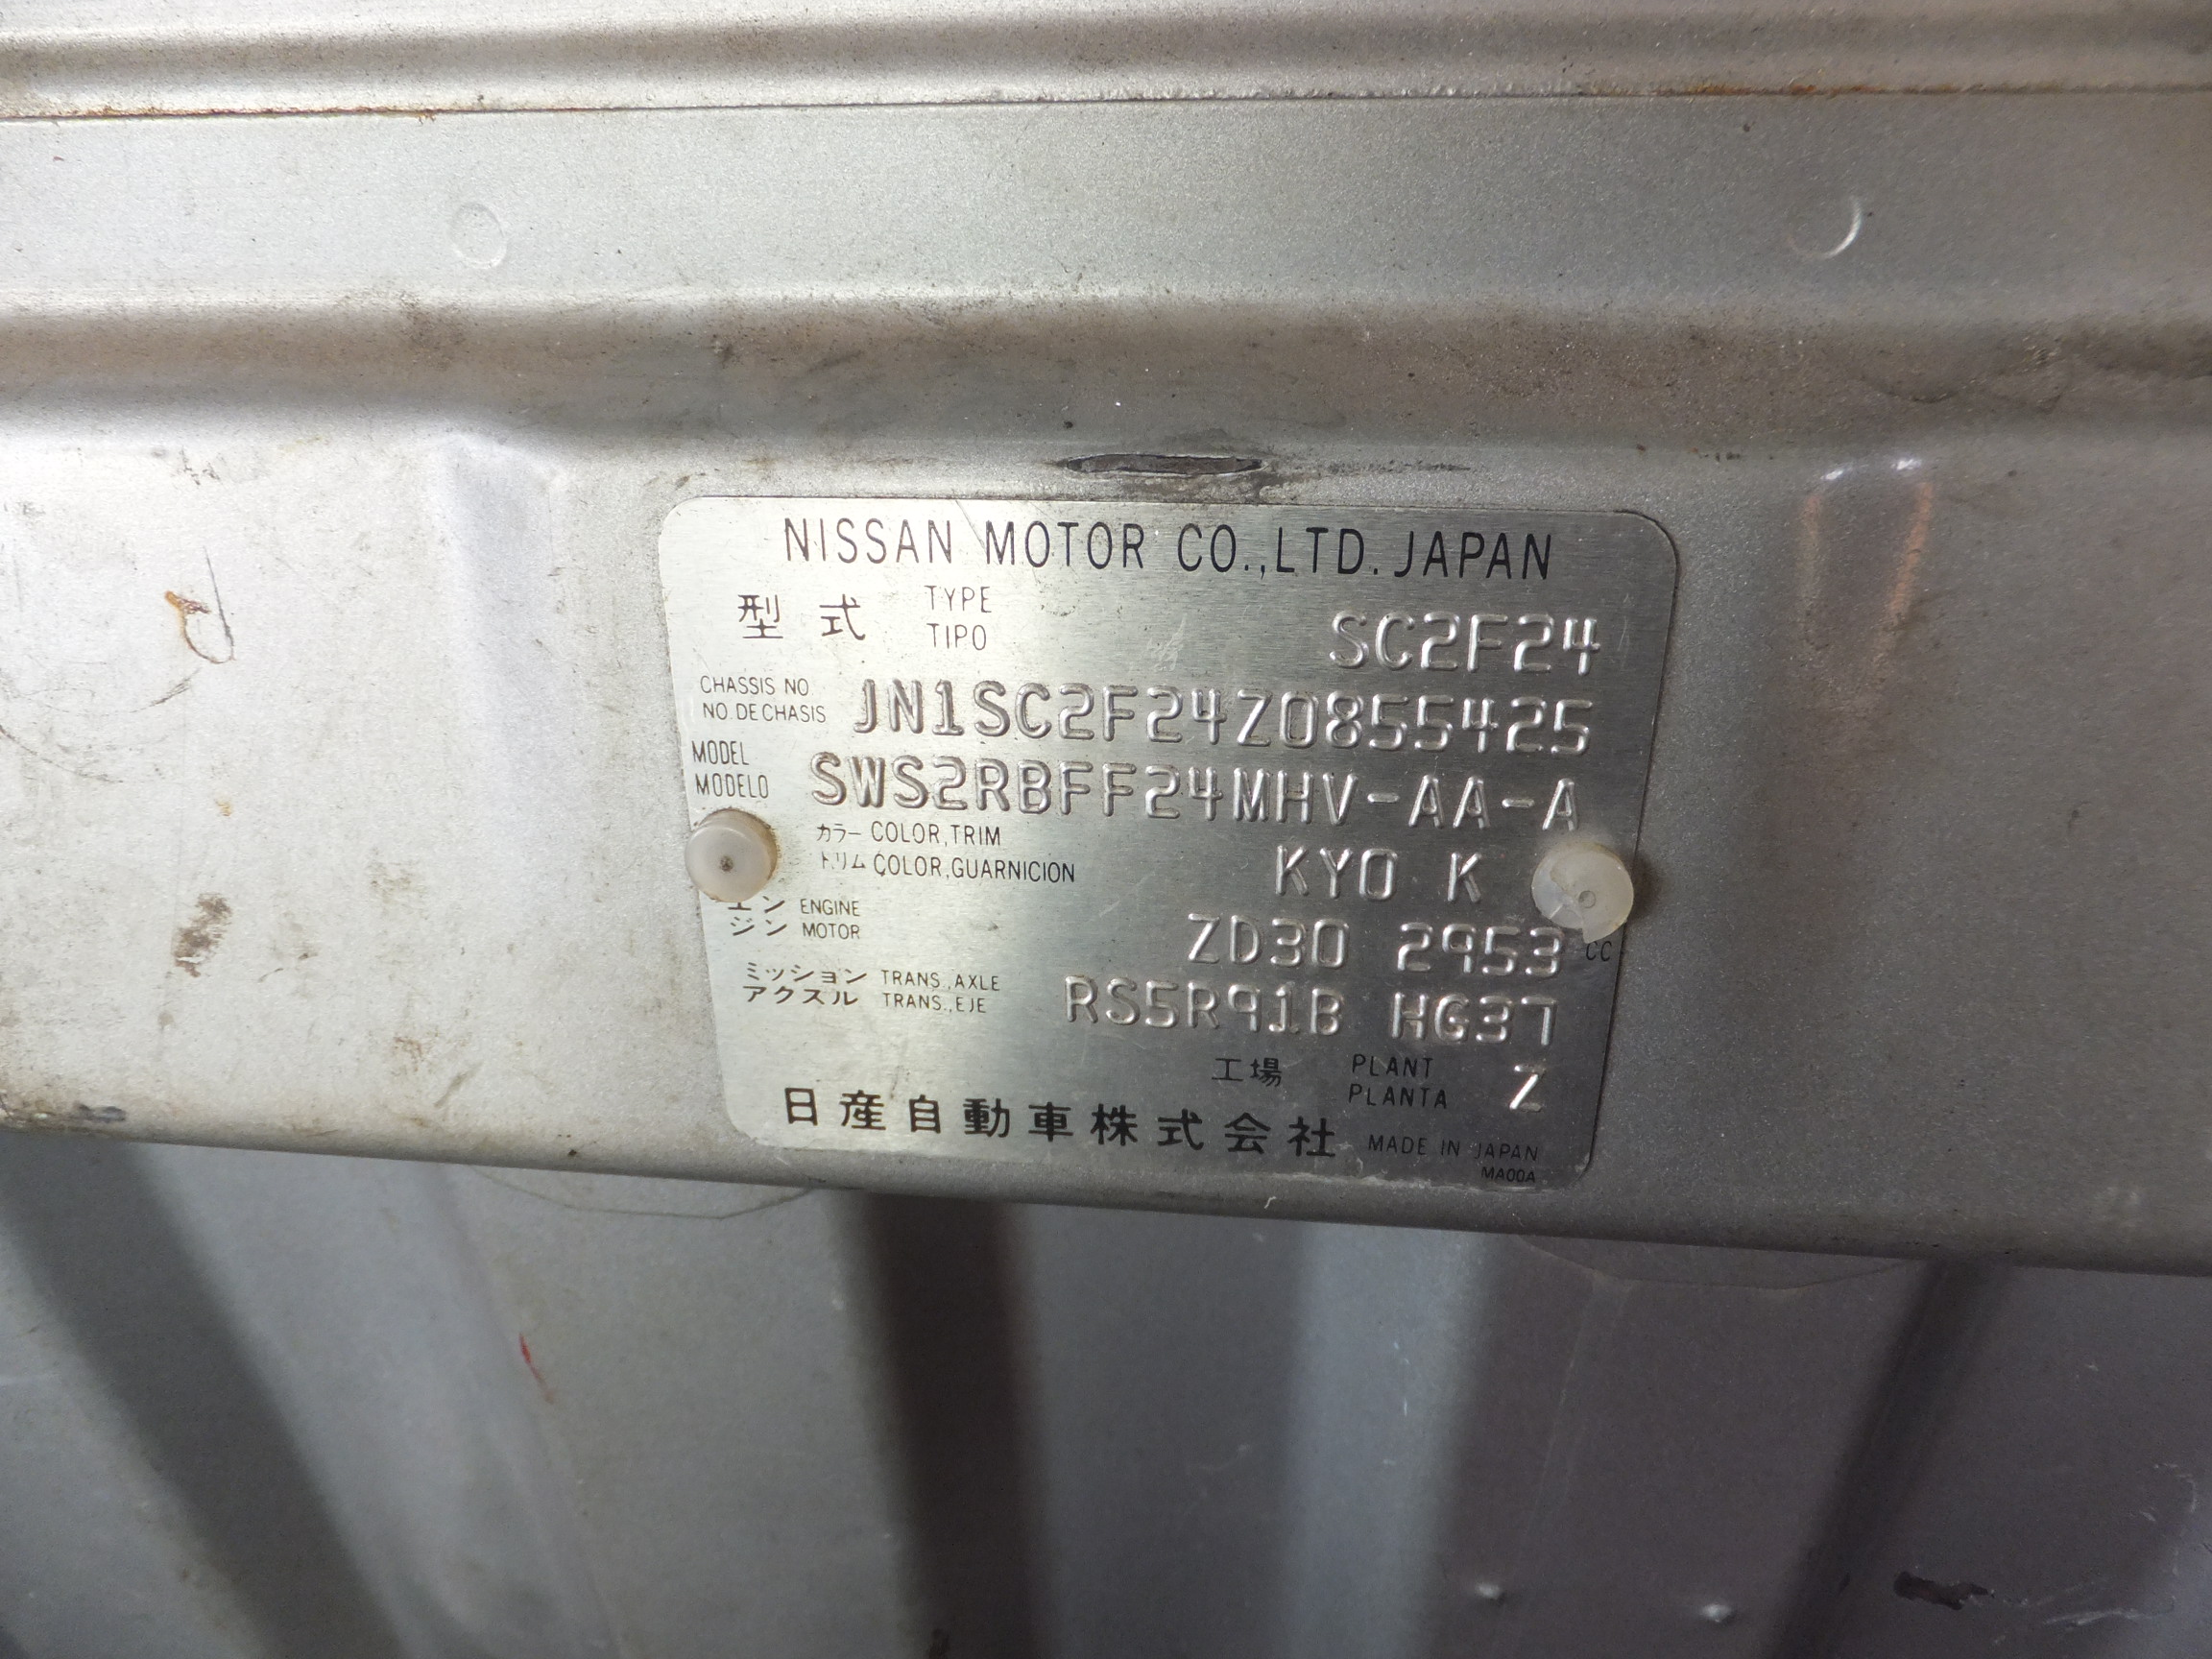 NISSAN MOTOR CO.,LTD. JAPAN
型式 TYPE
TIPO SC2F24
CHASSIS NO.
NO. DE CHASIS JN1SC2F24Z0855425
MODEL
MODELO SWS2RBFF24MHV-AA-A
カラー COLOR,TRIM
トリム COLOR,GUARNICION KY0 K
エン ENGINE
ジン MOTOR ZD30 2953 CC
ミッション TRANS.,AXLE
アクスル TRANS.,EJE RS5R91B HG37
工場 PLANT
PLANTA Z
日産自動車株式会社 MADE IN JAPAN
MA00A